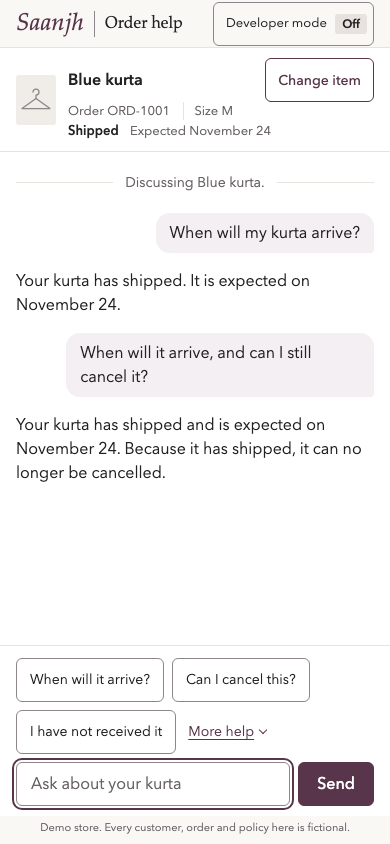 Saanjh Order help
Developer mode Off
Blue kurta
Change item
Order ORD-1001 Size M
Shipped Expected November 24
Discussing Blue kurta.
When will my kurta arrive?
Your kurta has shipped. It is expected on
November 24.
When will it arrive, and can I still
cancel it?
Your kurta has shipped and is expected on
November 24. Because it has shipped, it can no
longer be cancelled.
When will it arrive?
Can I cancel this?
I have not received it
More help
Ask about your kurta
Send
Demo store. Every customer, order and policy here is fictional.